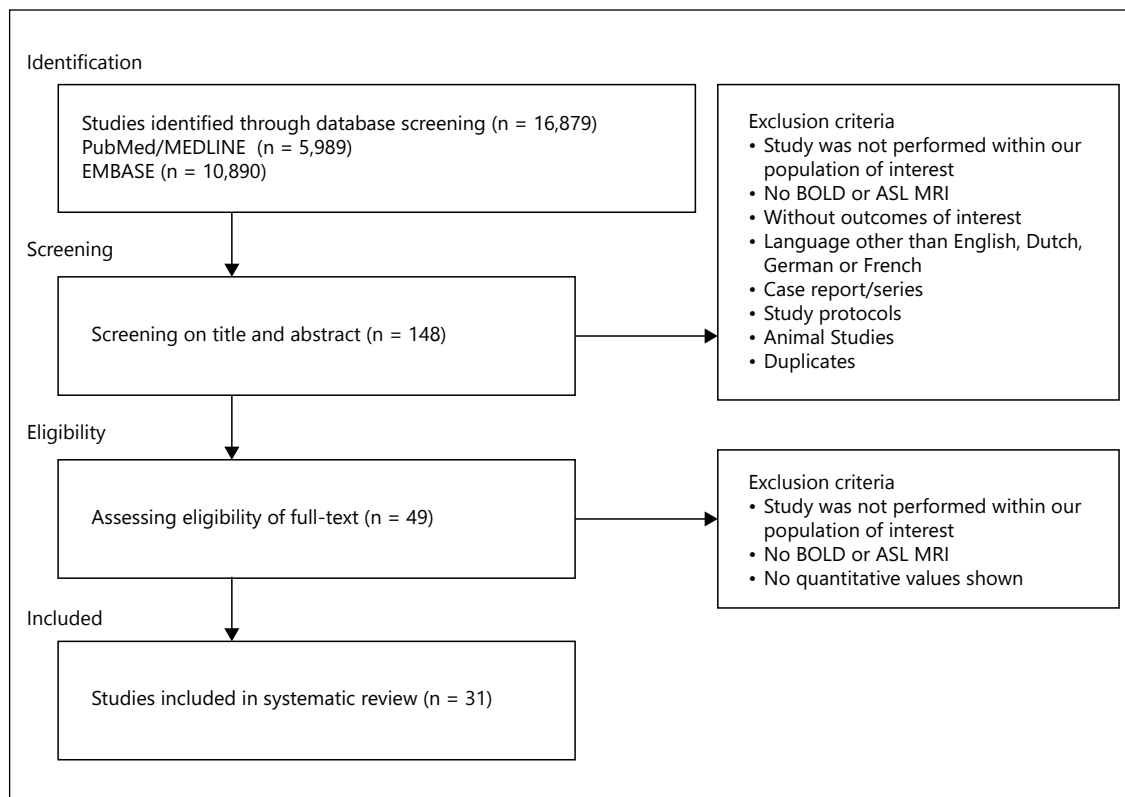 Identification
Studies identified through database screening (n = 16,879)
PubMed/MEDLINE (n = 5,989)
EMBASE (n = 10,890)
Exclusion criteria
• Study was not performed within our
population of interest
• No BOLD or ASL MRI
• Without outcomes of interest
• Language other than English, Dutch,
German or French
• Case report/series
• Study protocols
• Animal Studies
• Duplicates
Screening
Screening on title and abstract (n = 148)
Eligibility
Assessing eligibility of full-text (n = 49)
Exclusion criteria
• Study was not performed within our
population of interest
• No BOLD or ASL MRI
• No quantitative values shown
Included
Studies included in systematic review (n = 31)